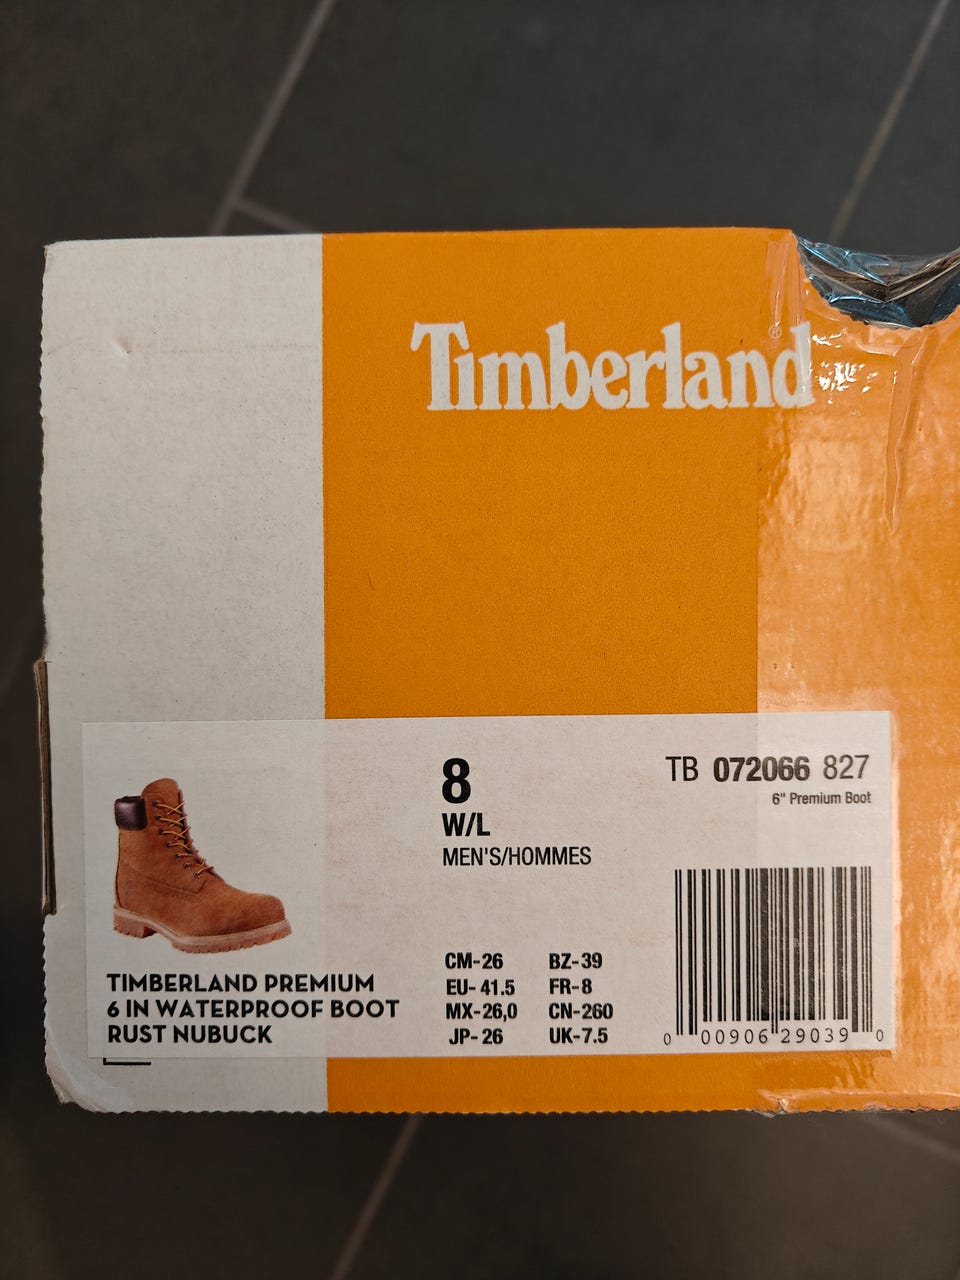 Timberland®
8
W/L
MEN'S/HOMMES
TB 072066 827
6" Premium Boot
TIMBERLAND PREMIUM
6 IN WATERPROOF BOOT
RUST NUBUCK
CM-26 BZ-39
EU-41.5 FR-8
MX-26,0 CN-260
JP-26 UK-7.5
0 00906 29039 0